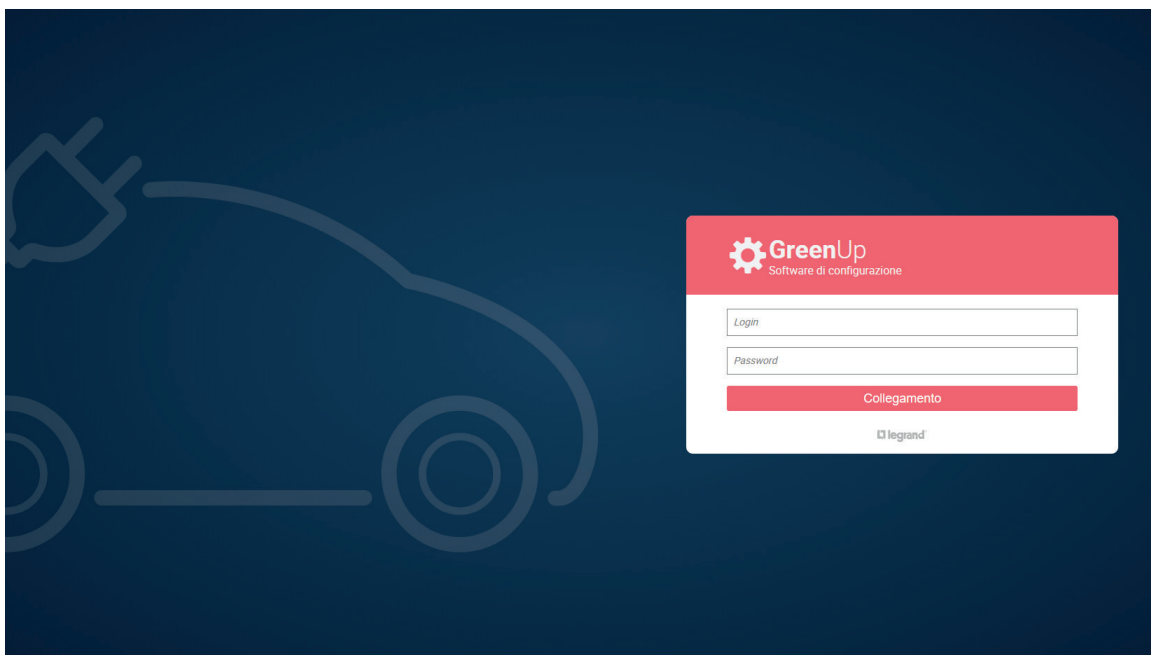 GreenUp
Software di configurazione
Login
Password
Collegamento
legrand